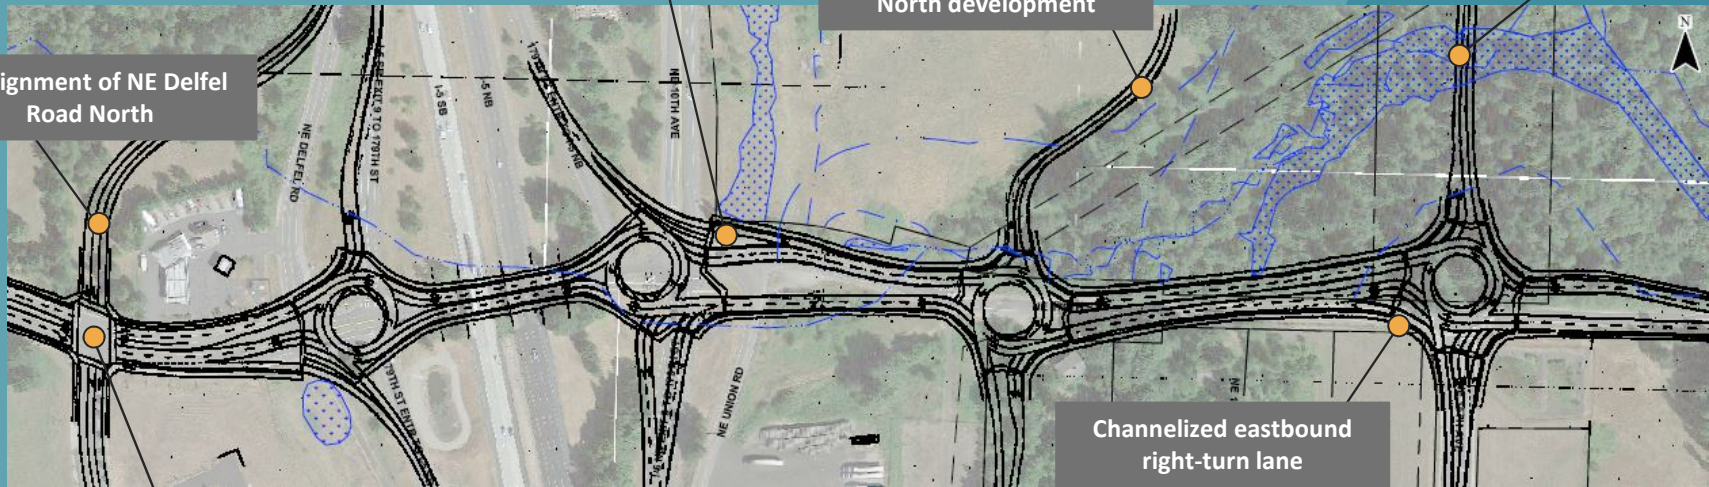 North development
N
ignment of NE Delfel
Road North
NE DELFEL RD
I-5 SB
I-5 NB
NE 10TH AVE
NE UNION RD
Channelized eastbound
right-turn lane